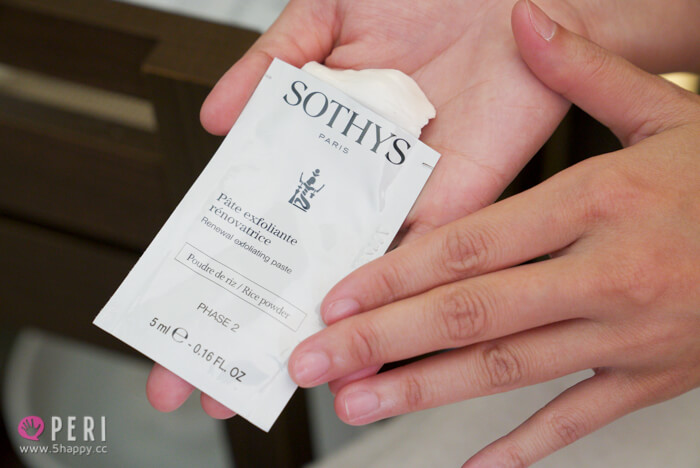 SOTHYS
PARIS
Pâte exfoliante
rénovatrice
Renewal exfoliating paste
Poudre de riz / Rice powder
PHASE 2
5 ml ℮ - 0.16 FL. OZ
PERI
www.5happy.cc